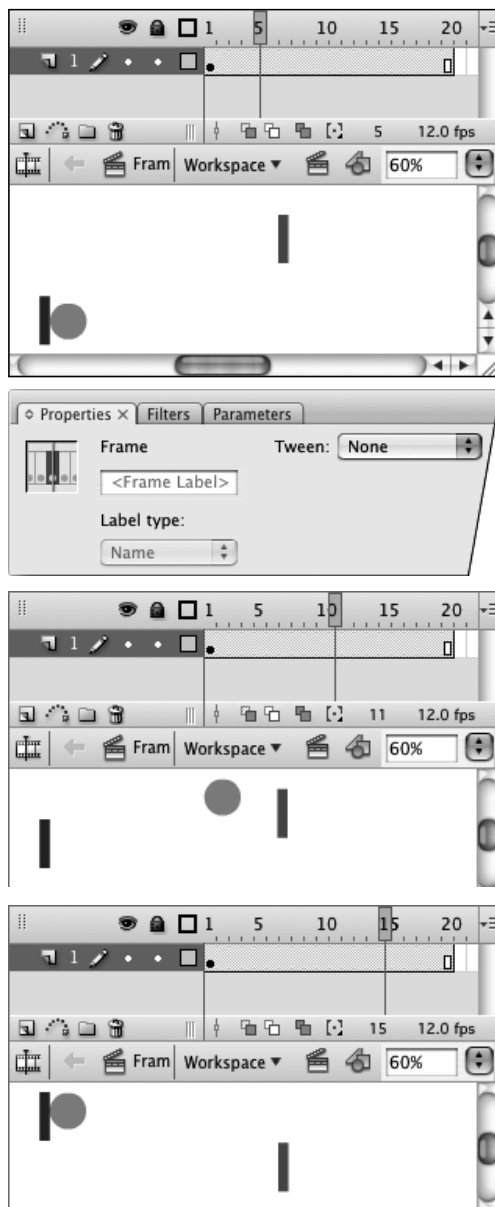 1 5 10 15 20
1
5 12.0 fps
Fram Workspace 60%
Properties × Filters Parameters
Frame Tween: None
<Frame Label>
Label type:
Name
1 5 10 15 20
1
11 12.0 fps
Fram Workspace 60%
1 5 10 15 20
1
15 12.0 fps
Fram Workspace 60%